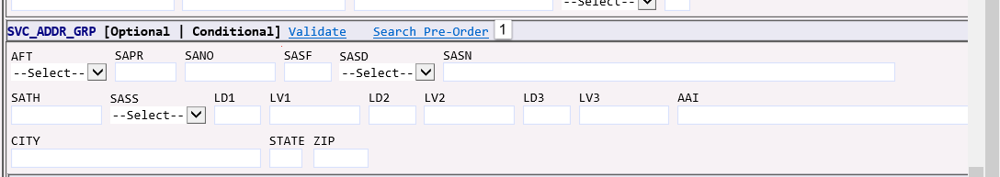 --Select--
SVC_ADDR_GRP [Optional | Conditional] Validate Search Pre-Order 1
AFT SAPR SANO SASF SASD SASN
--Select-- --Select--
SATH SASS LD1 LV1 LD2 LV2 LD3 LV3 AAI
--Select--
CITY STATE ZIP